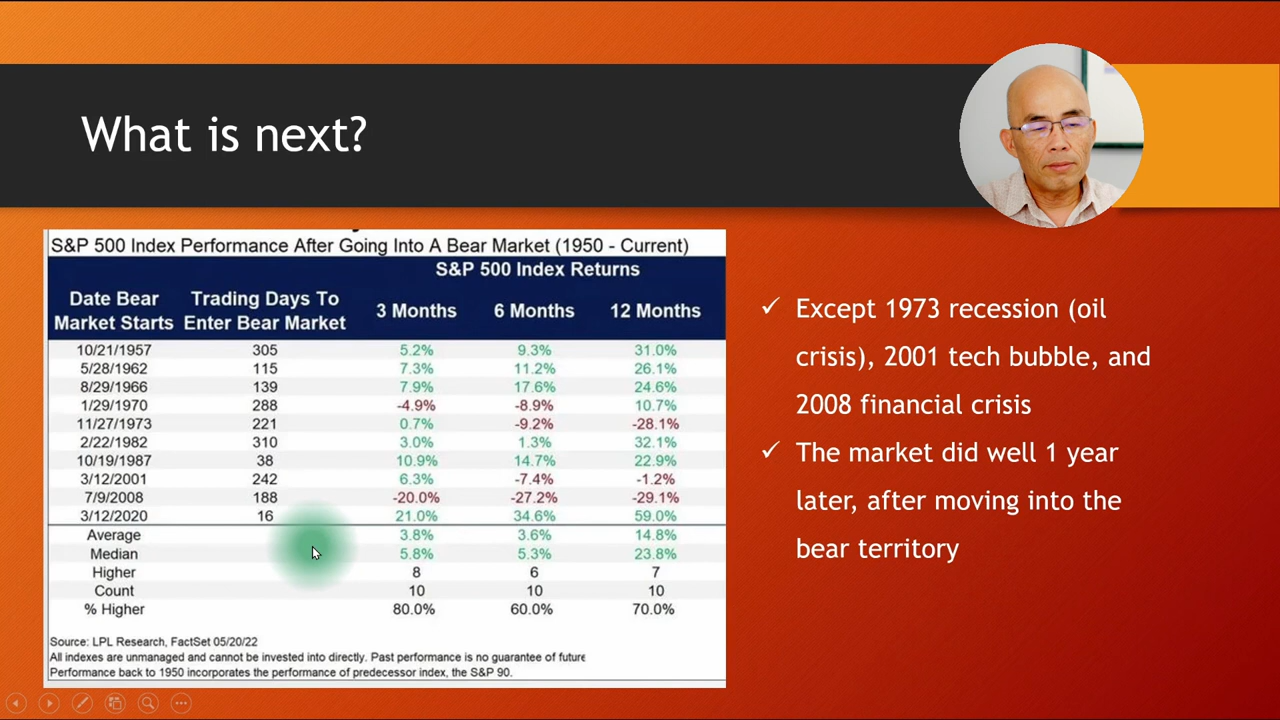 What is next?
S&P 500 Index Performance After Going Into A Bear Market (1950 - Current)
S&P 500 Index Returns
Date Bear Market Starts Trading Days To Enter Bear Market 3 Months 6 Months 12 Months
10/21/1957 305 5.2% 9.3% 31.0%
5/28/1962 115 7.3% 11.2% 26.1%
8/29/1966 139 7.9% 17.6% 24.6%
1/29/1970 288 -4.9% -8.9% 10.7%
11/27/1973 221 0.7% -9.2% -28.1%
2/22/1982 310 3.0% 1.3% 32.1%
10/19/1987 38 10.9% 14.7% 22.9%
3/12/2001 242 6.3% -7.4% -1.2%
7/9/2008 188 -20.0% -27.2% -29.1%
3/12/2020 16 21.0% 34.6% 59.0%
Average 3.8% 3.6% 14.8%
Median 5.8% 5.3% 23.8%
Higher 8 6 7
Count 10 10 10
% Higher 80.0% 60.0% 70.0%
Source: LPL Research, FactSet 05/20/22
All indexes are unmanaged and cannot be invested into directly. Past performance is no guarantee of future
Performance back to 1950 incorporates the performance of predecessor index, the S&P 90.
✓ Except 1973 recession (oil
crisis), 2001 tech bubble, and
2008 financial crisis
✓ The market did well 1 year
later, after moving into the
bear territory